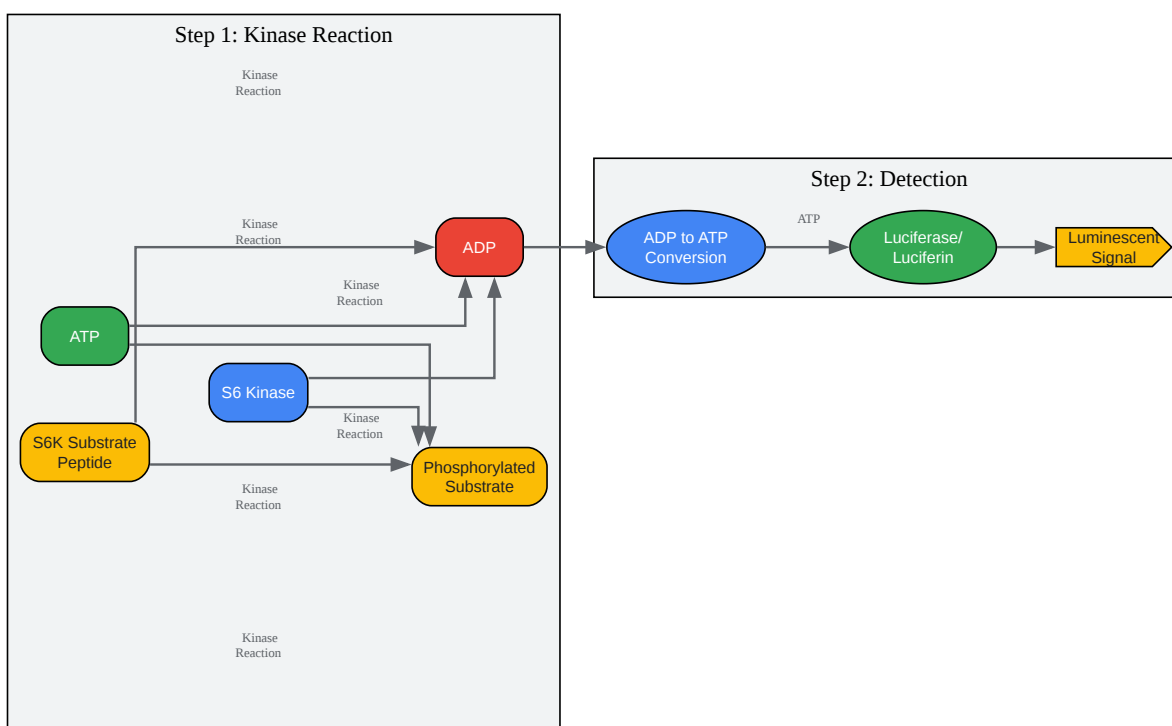 Step 1: Kinase Reaction
Kinase
Reaction
Kinase
Reaction
ADP
Kinase
Reaction
ATP
S6 Kinase
Kinase
Reaction
S6K Substrate
Peptide
Phosphorylated
Substrate
Kinase
Reaction
Kinase
Reaction
Step 2: Detection
ADP to ATP
Conversion
ATP
Luciferase/
Luciferin
Luminescent
Signal